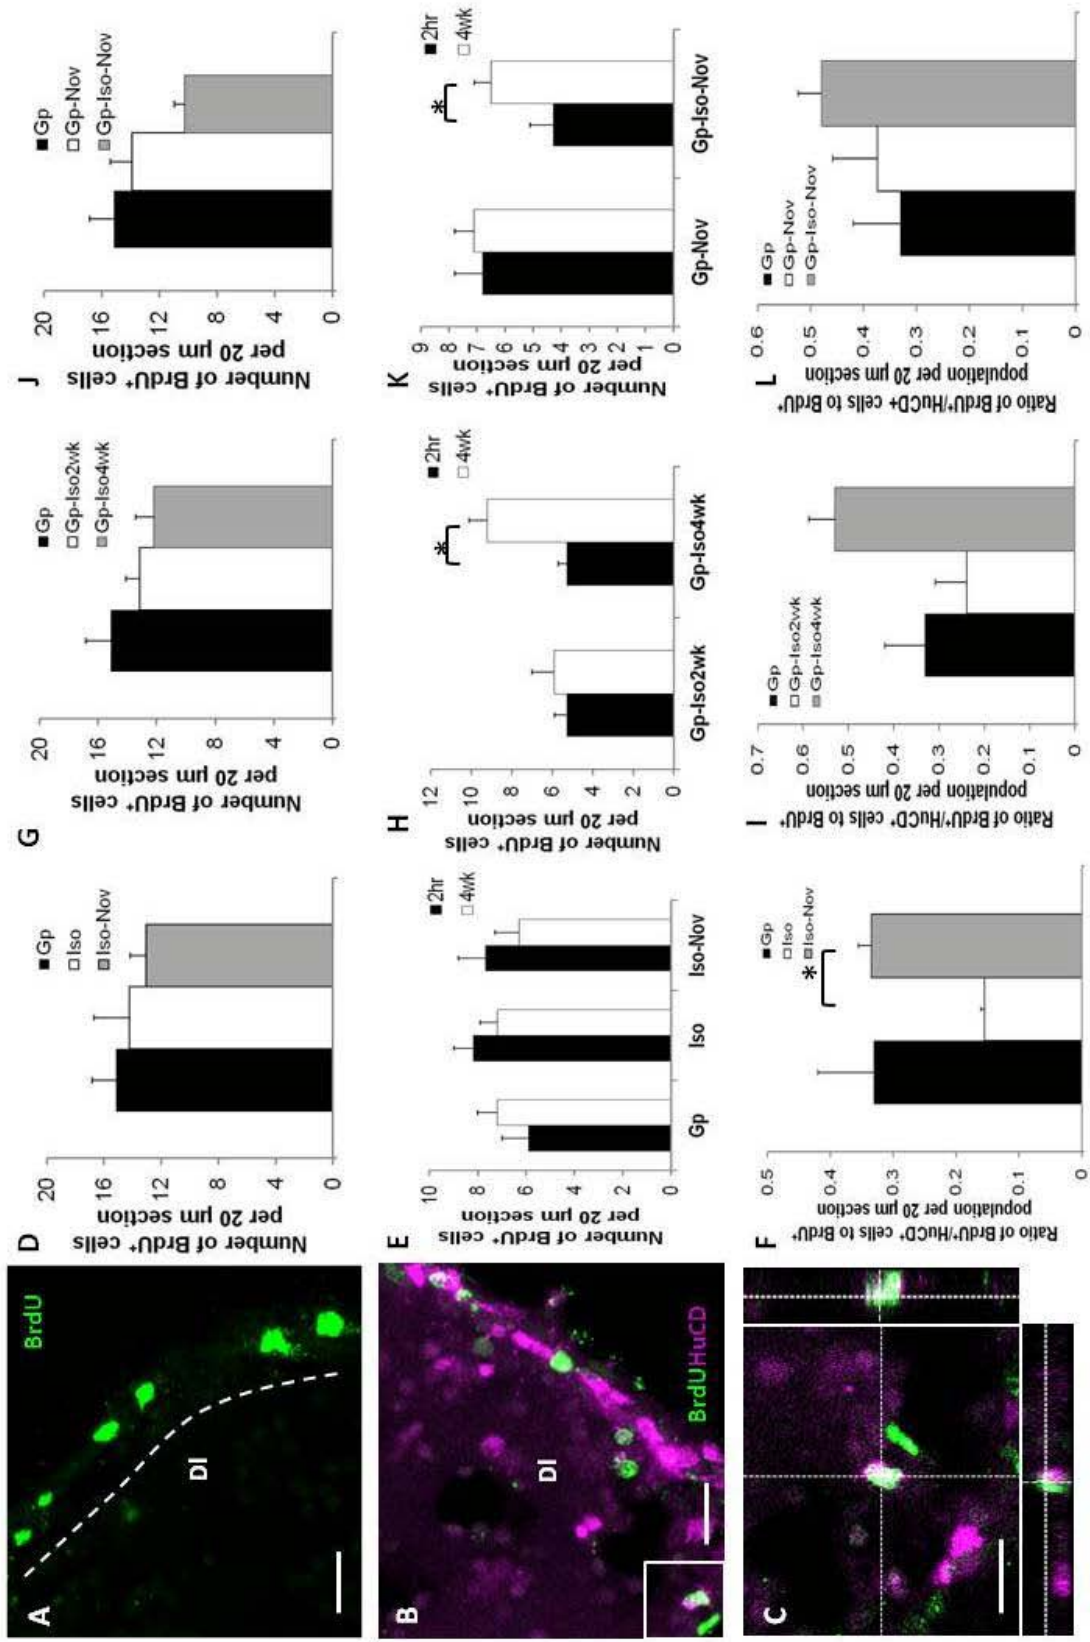 A
BrdU
Dl
B
Dl
BrdUHuCD
C
D
Number of BrdU⁺ cells
per 20 µm section
20
16
12
8
4
0
Gp
Iso
Iso-Nov
E
Number of BrdU⁺ cells
per 20 µm section
10
8
6
4
2
0
2hr
4wk
Gp
Iso
Iso-Nov
F
Ratio of BrdU⁺/HuCD⁺ cells to BrdU⁺
population per 20 µm section
0.5
0.4
0.3
0.2
0.1
0
Gp
Iso
Iso-Nov
*
G
Number of BrdU⁺ cells
per 20 µm section
20
16
12
8
4
0
Gp
Gp-Iso2wk
Gp-Iso4wk
H
Number of BrdU⁺ cells
per 20 µm section
12
10
8
6
4
2
0
2hr
4wk
*
Gp-Iso2wk
Gp-Iso4wk
I
Ratio of BrdU⁺/HuCD⁺ cells to BrdU⁺
population per 20 µm section
0.7
0.6
0.5
0.4
0.3
0.2
0.1
0
Gp
Gp-Iso2wk
Gp-Iso4wk
J
Number of BrdU⁺ cells
per 20 µm section
20
16
12
8
4
0
Gp
Gp-Nov
Gp-Iso-Nov
K
Number of BrdU⁺ cells
per 20 µm section
9
8
7
6
5
4
3
2
1
0
2hr
4wk
*
Gp-Nov
Gp-Iso-Nov
L
Ratio of BrdU⁺/HuCD+ cells to BrdU⁺
population per 20 µm section
0.6
0.5
0.4
0.3
0.2
0.1
0
Gp
Gp-Nov
Gp-Iso-Nov